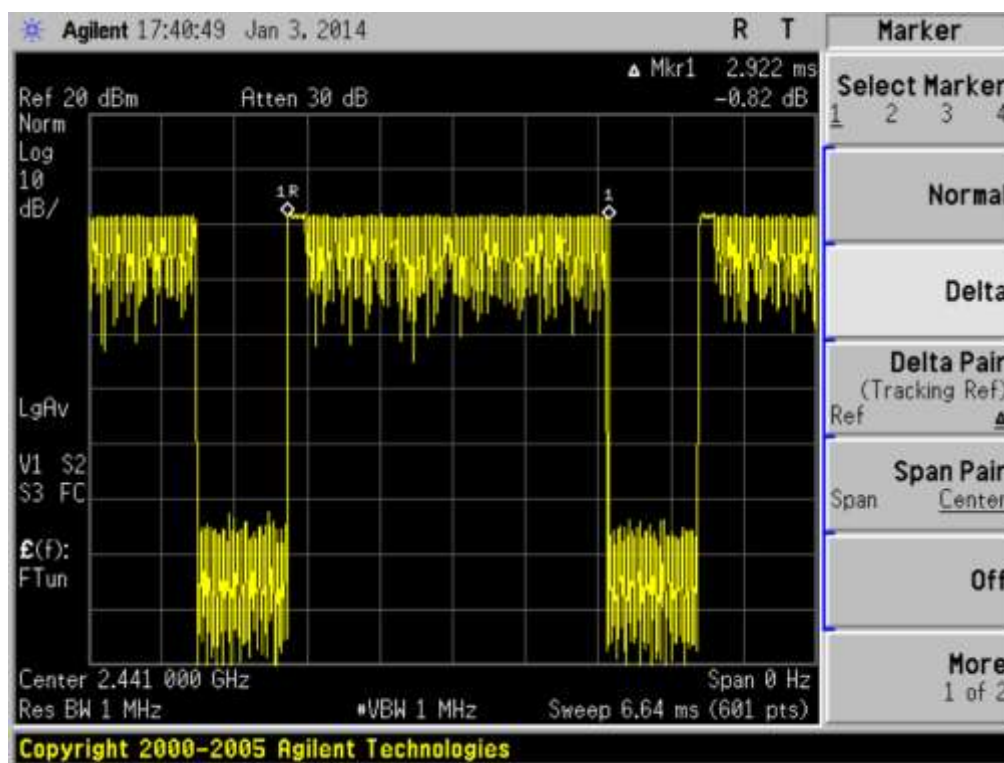 Agilent 17:40:49 Jan 3, 2014 R T
Marker
Δ Mkr1 2.922 ms
Ref 20 dBm Atten 30 dB -0.82 dB
Norm
Log
10
dB/
1R
1
LgAv
V1 S2
S3 FC
£(f):
FTun
Center 2.441 000 GHz Span 0 Hz
Res BW 1 MHz #VBW 1 MHz Sweep 6.64 ms (601 pts)
Copyright 2000-2005 Agilent Technologies
Select Marker
1 2 3 4
Normal
Delta
Delta Pair
(Tracking Ref)
Ref Δ
Span Pair
Span Center
Off
More
1 of 2